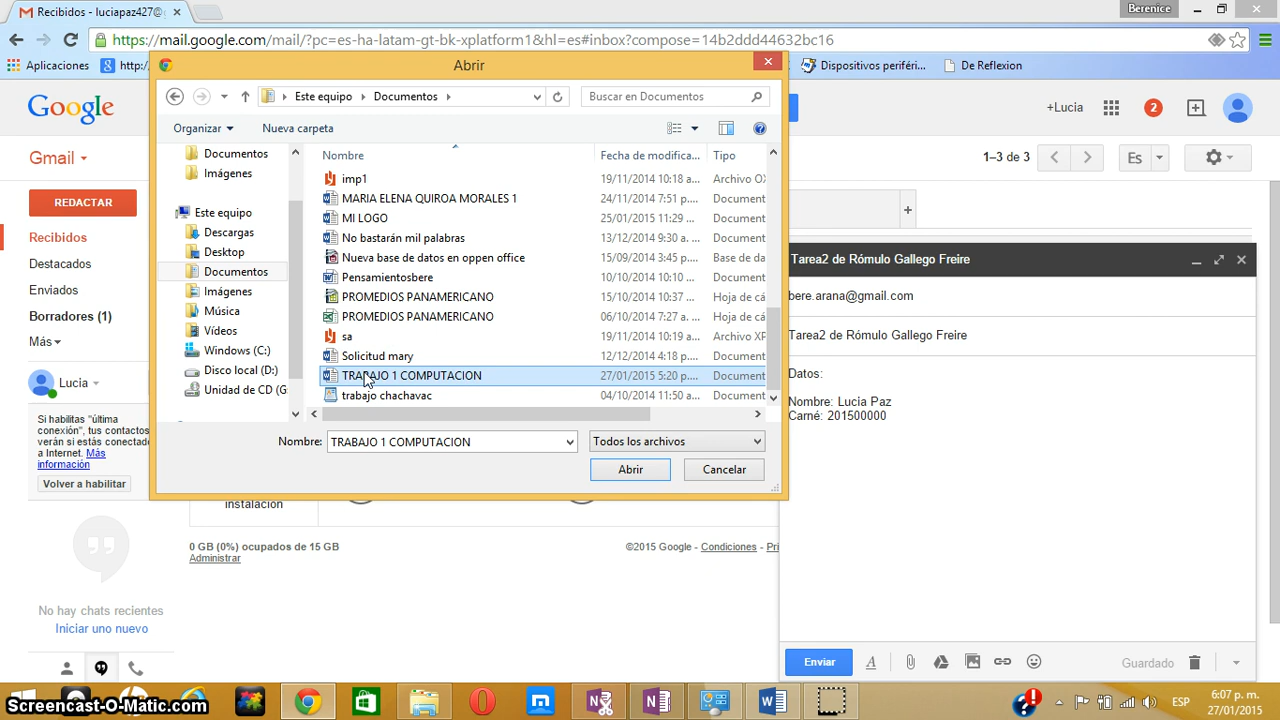 Recibidos - luciapaz427@
Berenice
https://mail.google.com/mail/?pc=es-ha-latam-gt-bk-xplatform1&hl=es#inbox?compose=14b2ddd44632bc16
Aplicaciones
http:/
Dispositivos periféri...
De Reflexion
Abrir
Este equipo
Documentos
Buscar en Documentos
Organizar
Nueva carpeta
Google
+Lucia
2
Gmail
1–3 de 3
Es
REDACTAR
Recibidos
Destacados
Enviados
Borradores (1)
Más
Lucia
Documentos
Imágenes
Este equipo
Descargas
Desktop
Documentos
Imágenes
Música
Vídeos
Windows (C:)
Disco local (D:)
Unidad de CD (G
Nombre
Fecha de modifica...
Tipo
imp1
19/11/2014 10:18 a...
Archivo OX
MARIA ELENA QUIROA MORALES 1
24/11/2014 7:51 p....
Document
MI LOGO
25/01/2015 11:29 ...
Document
No bastarán mil palabras
13/12/2014 9:30 a. ...
Document
Nueva base de datos en oppen office
15/09/2014 3:45 p....
Base de da
Pensamientosbere
10/10/2014 10:10 ...
Document
PROMEDIOS PANAMERICANO
15/10/2014 10:37 ...
Hoja de cá
PROMEDIOS PANAMERICANO
06/10/2014 7:27 a. ...
Hoja de cá
sa
19/11/2014 10:19 a...
Archivo XP
Solicitud mary
12/12/2014 4:18 p....
Document
TRABAJO 1 COMPUTACION
27/01/2015 5:20 p....
Document
trabajo chachavac
04/10/2014 11:50 a...
Document
Nombre:
TRABAJO 1 COMPUTACION
Todos los archivos
Abrir
Cancelar
Tarea2 de Rómulo Gallego Freire
bere.arana@gmail.com
Tarea2 de Rómulo Gallego Freire
Datos:
Nombre: Lucia Paz
Carné: 201500000
Si habilitas "última
conexión", tus contactos
verán si estás conectado
a Internet. Más
información
Volver a habilitar
instalación
0 GB (0%) ocupados de 15 GB
Administrar
©2015 Google - Condiciones - Pri
No hay chats recientes
Iniciar uno nuevo
Enviar
Guardado
Screencast-O-Matic.com
ESP
6:07 p. m.
27/01/2015